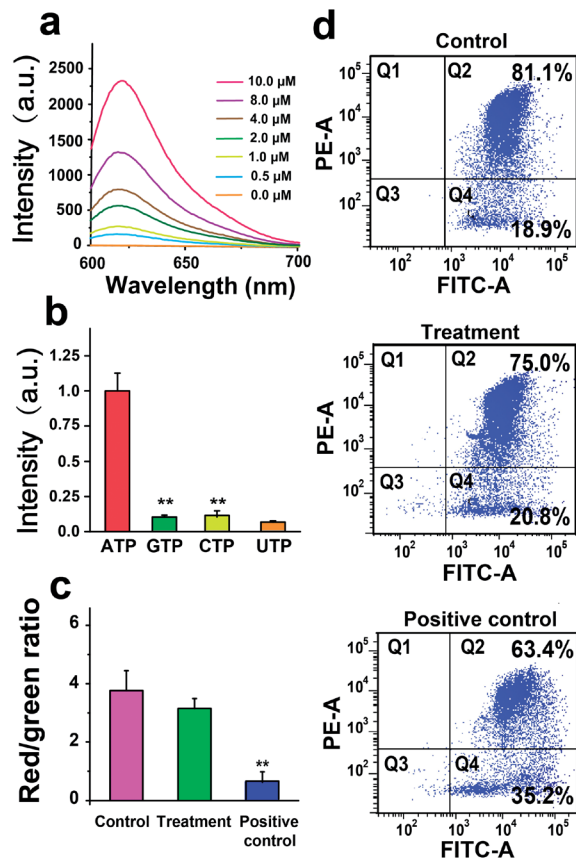 a
Intensity (a.u.)
2500
2000
1500
1000
500
0
600
650
700
Wavelength (nm)
10.0 μM
8.0 μM
4.0 μM
2.0 μM
1.0 μM
0.5 μM
0.0 μM
b
Intensity (a.u.)
1.25
1.0
0.75
0.5
0.25
0.0
**
**
ATP GTP CTP UTP
c
Red/green ratio
6
4
2
0
**
Control Treatment Positive
control
d
Control
PE-A
10⁵
10⁴
10³
10²
Q1 Q2 81.1%
Q3 Q4 18.9%
10² 10³ 10⁴ 10⁵
FITC-A
Treatment
PE-A
10⁵
10⁴
10³
10²
Q1 Q2 75.0%
Q3 Q4 20.8%
10² 10³ 10⁴ 10⁵
FITC-A
Positive control
PE-A
10⁵
10⁴
10³
10²
Q1 Q2 63.4%
Q3 Q4 35.2%
10² 10³ 10⁴ 10⁵
FITC-A